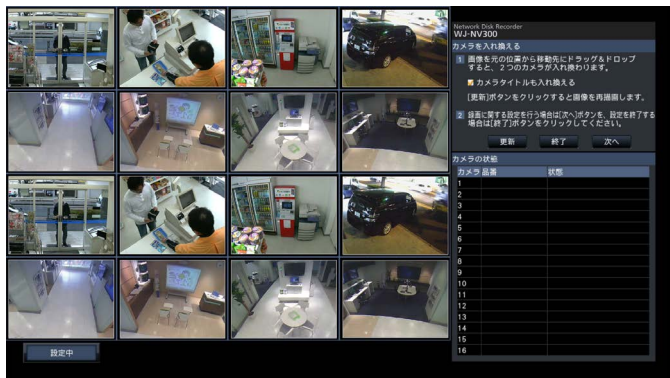 Network Disk Recorder
WJ-NV300
カメラを入れ換える
1 画像を元の位置から移動先にドラッグ&ドロップ
すると、2つのカメラが入れ換わります。
カメラタイトルも入れ換える
[更新]ボタンをクリックすると画像を再描画します。
2 録画に関する設定を行う場合は[次へ]ボタンを、設定を終了する
場合は[終了]ボタンをクリックしてください。
更新 終了 次へ
カメラの状態
カメラ 品番 状態
1
2
3
4
5
6
7
8
9
10
11
12
13
14
15
16
設定中